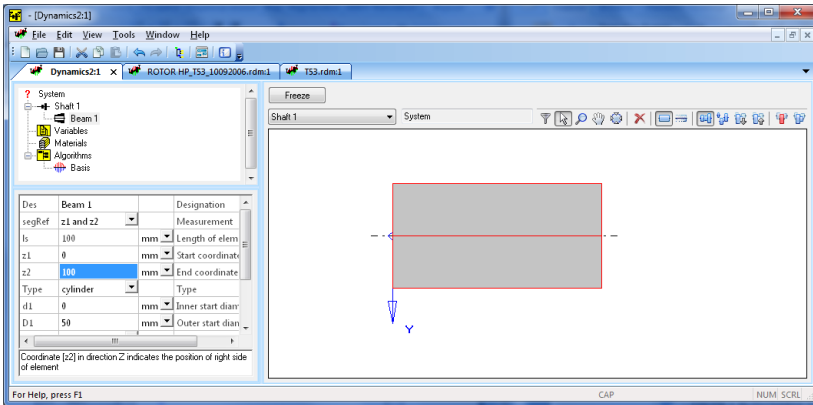 - [Dynamics2:1]
File Edit View Tools Window Help
Dynamics2:1 x ROTOR HP_T53_10092006.rdm:1 T53.rdm:1
? System
Shaft 1
Beam 1
Variables
Materials
Algorithms
Basis
Freeze
Shaft 1 System
Des Beam 1 Designation
segRef z1 and z2 Measurement
ls 100 mm Length of elem
z1 0 mm Start coordinate
z2 100 mm End coordinate
Type cylinder Type
d1 0 mm Inner start diam
D1 50 mm Outer start dian
Coordinate [z2] in direction Z indicates the position of right side
of element
Y
For Help, press F1 CAP NUM SCRL